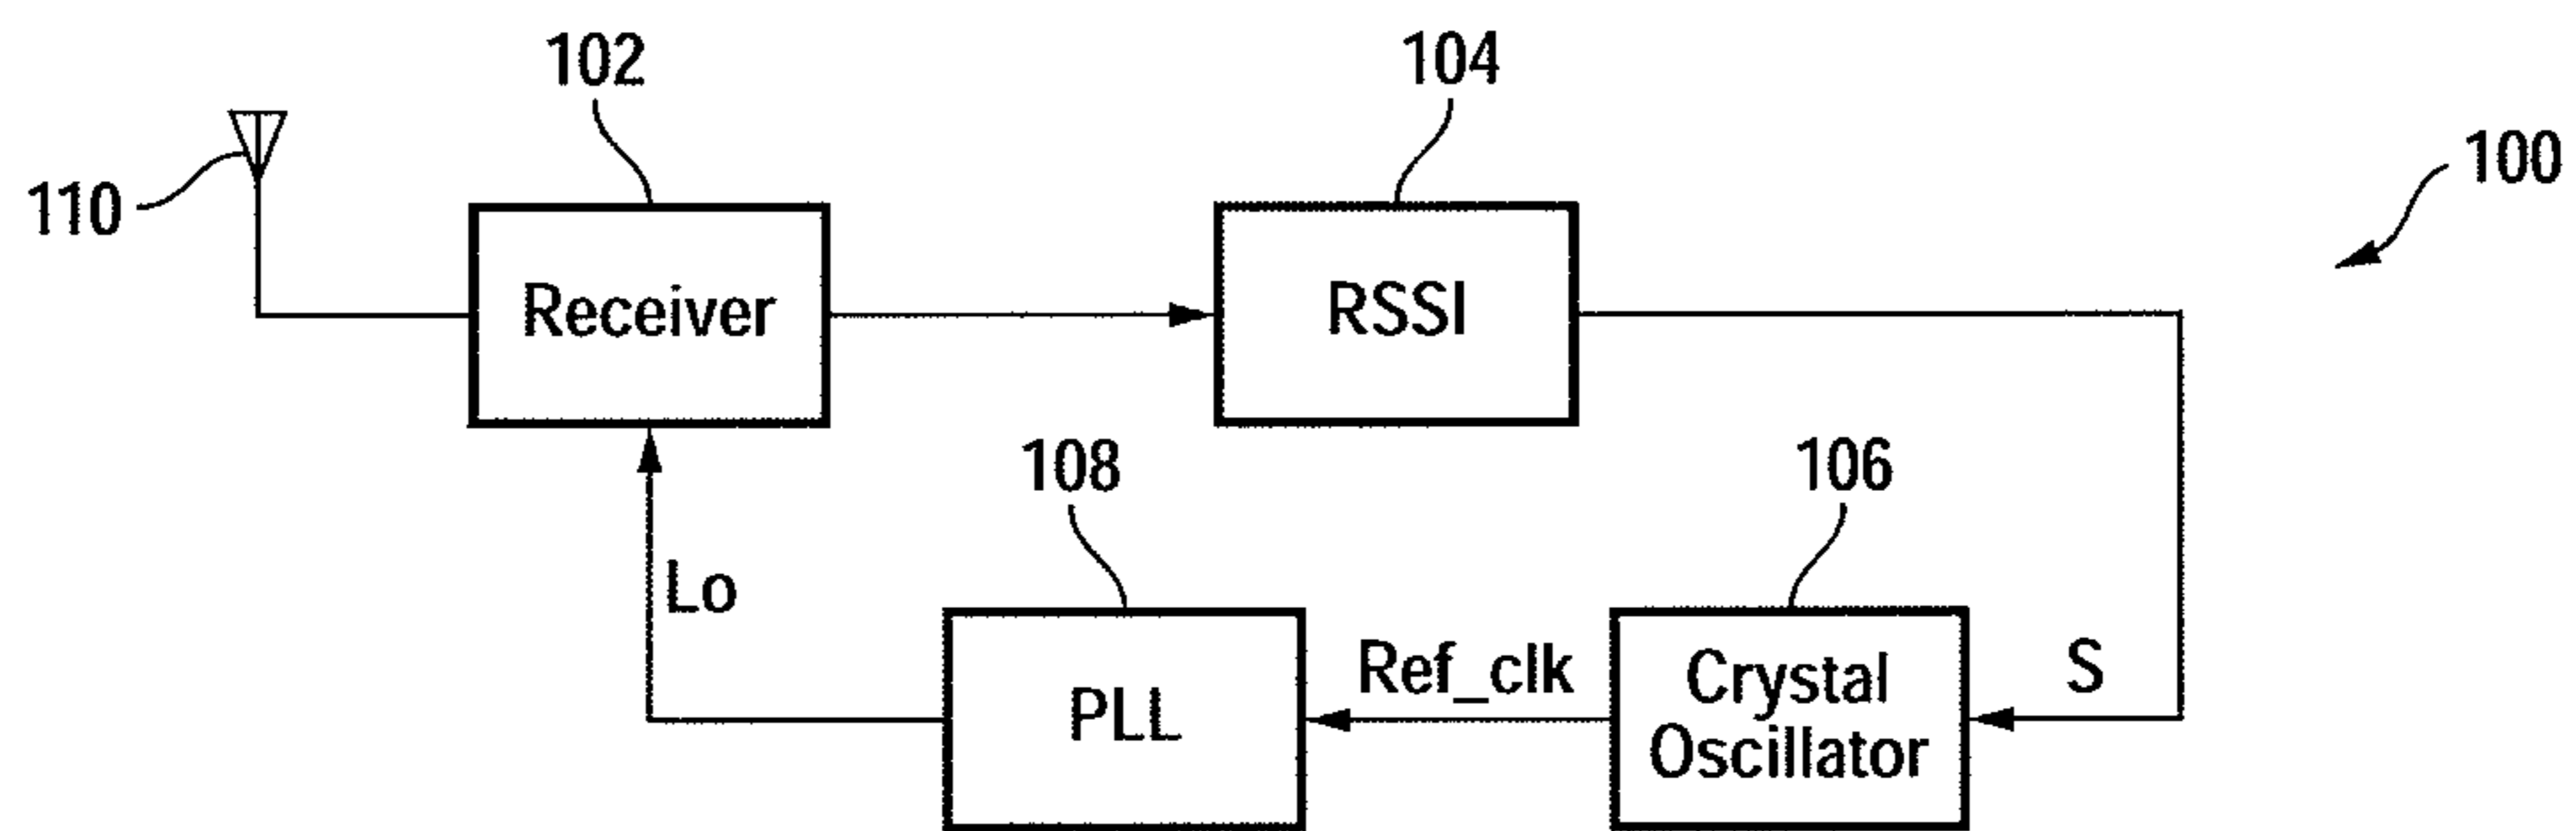 102
104
100
110
Receiver
RSSI
108
106
Lo
Ref_clk
S
PLL
Crystal
Oscillator